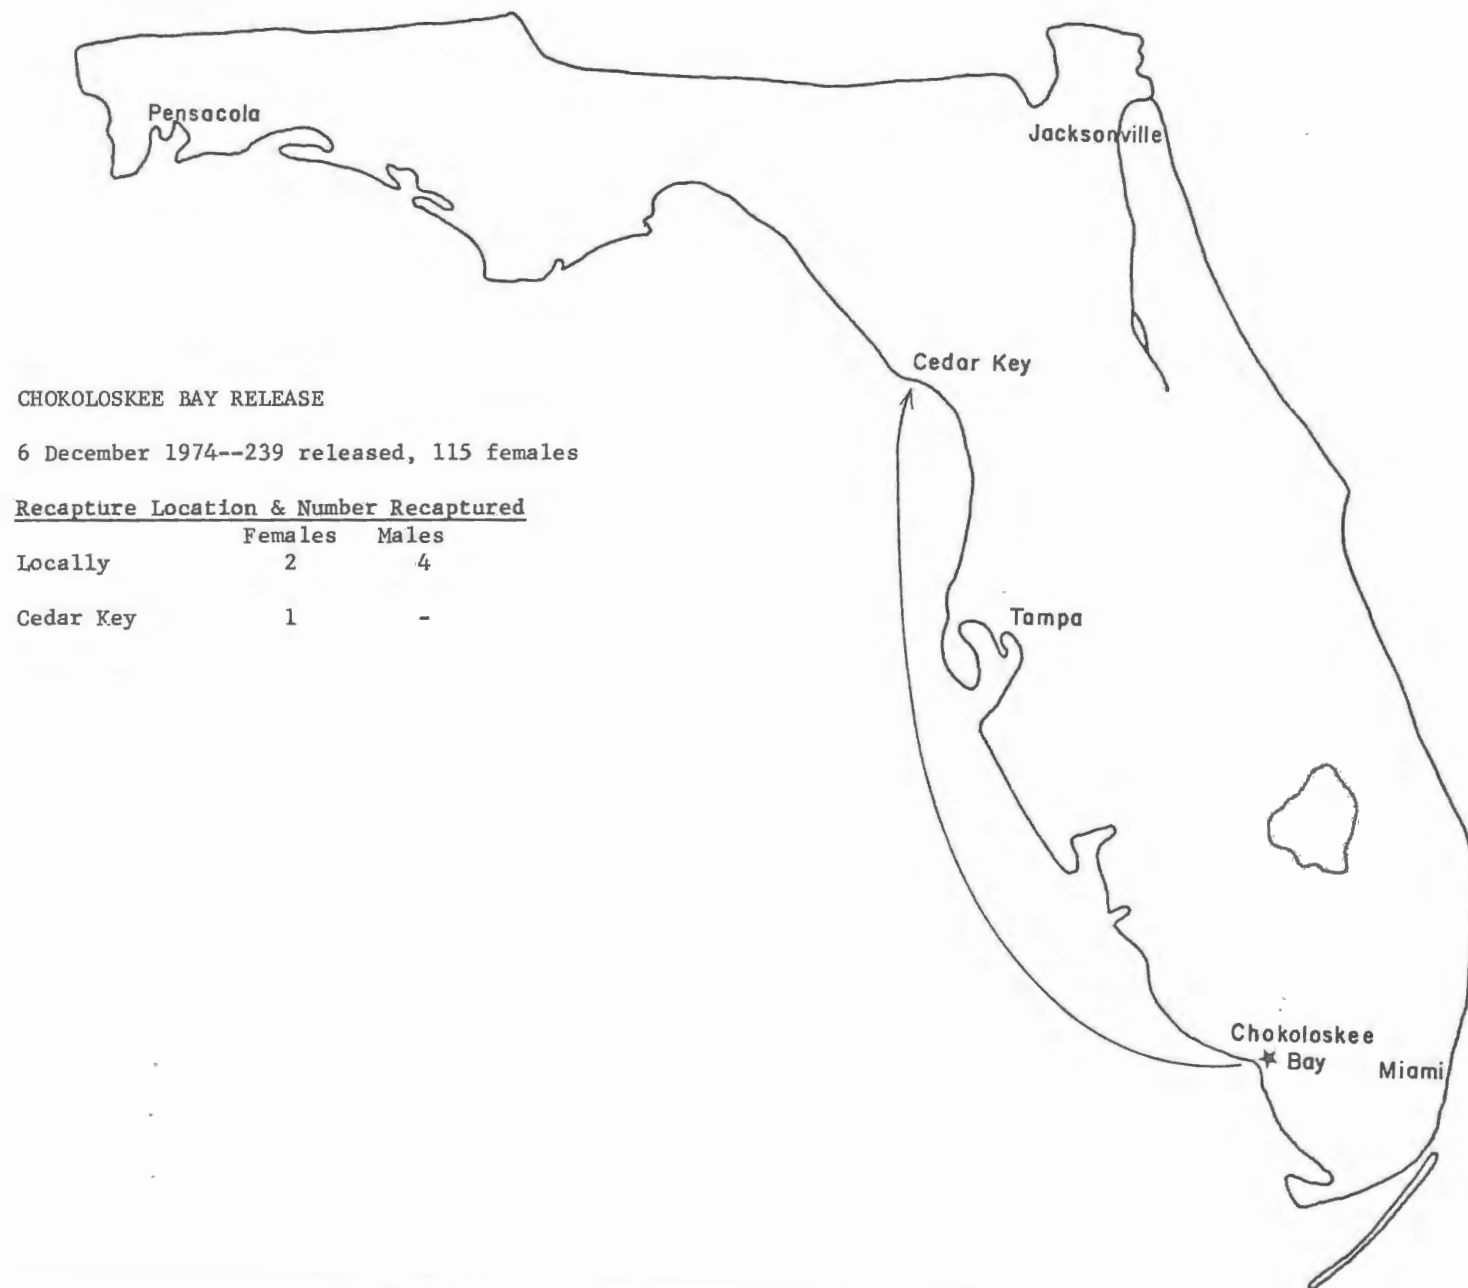 Pensacola
Jacksonville
Cedar Key
CHOKOLOSKEE BAY RELEASE
6 December 1974--239 released, 115 females
Recapture Location & Number Recaptured
Females Males
Locally 2 4
Cedar Key 1 -
Tampa
Chokoloskee
Bay
Miami